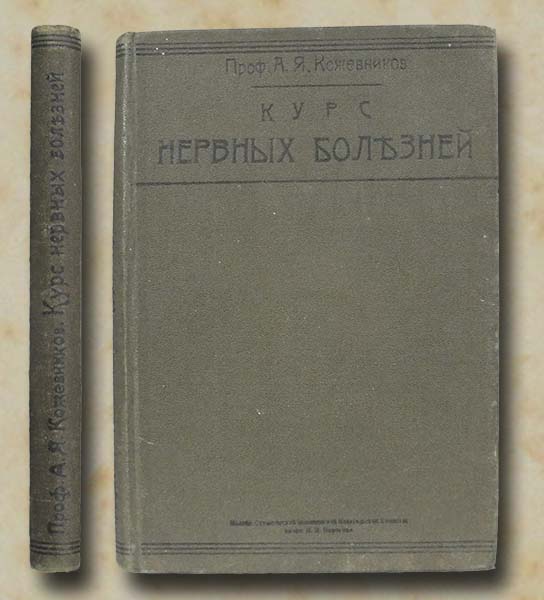 Проф. А. Я. Кожевников. Курс нервных болѣзней
Проф. А. Я. Кожевников
КУРС
НЕРВНЫХ БОЛѢЗНЕЙ